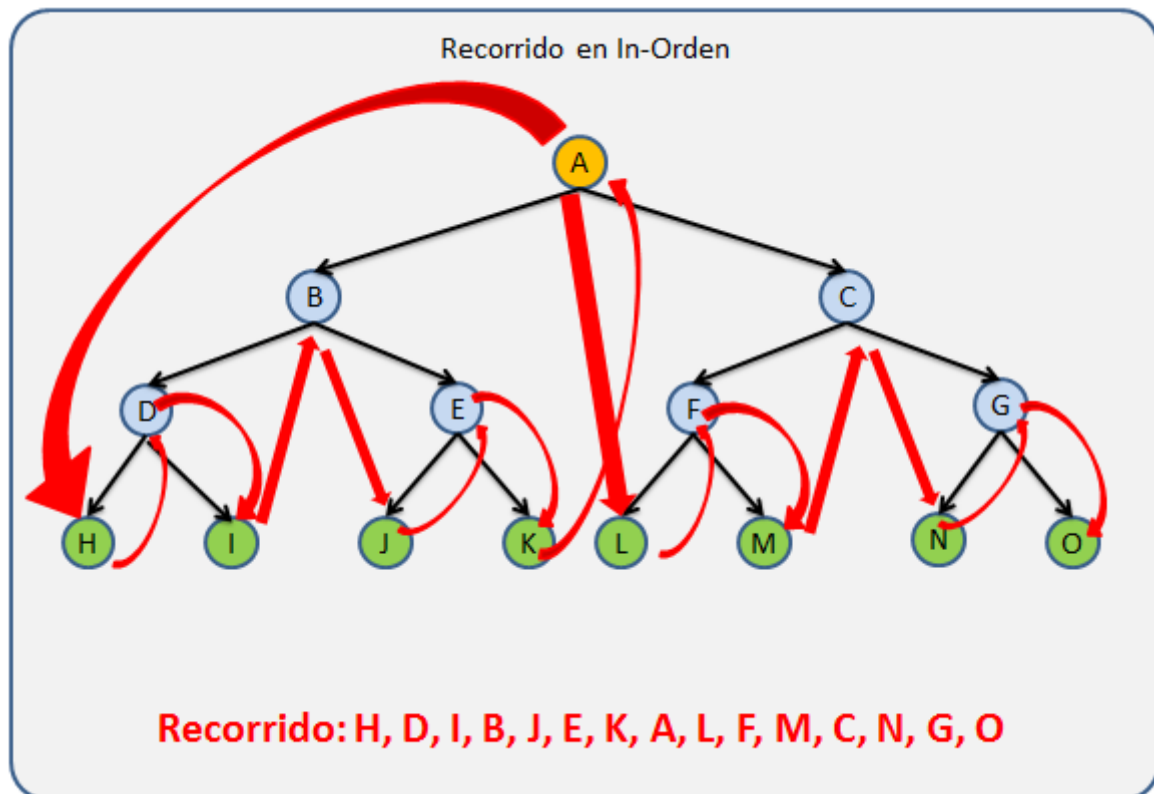 Recorrido en In-Orden
A
B C
D E F G
H I J K L M N O
Recorrido: H, D, I, B, J, E, K, A, L, F, M, C, N, G, O